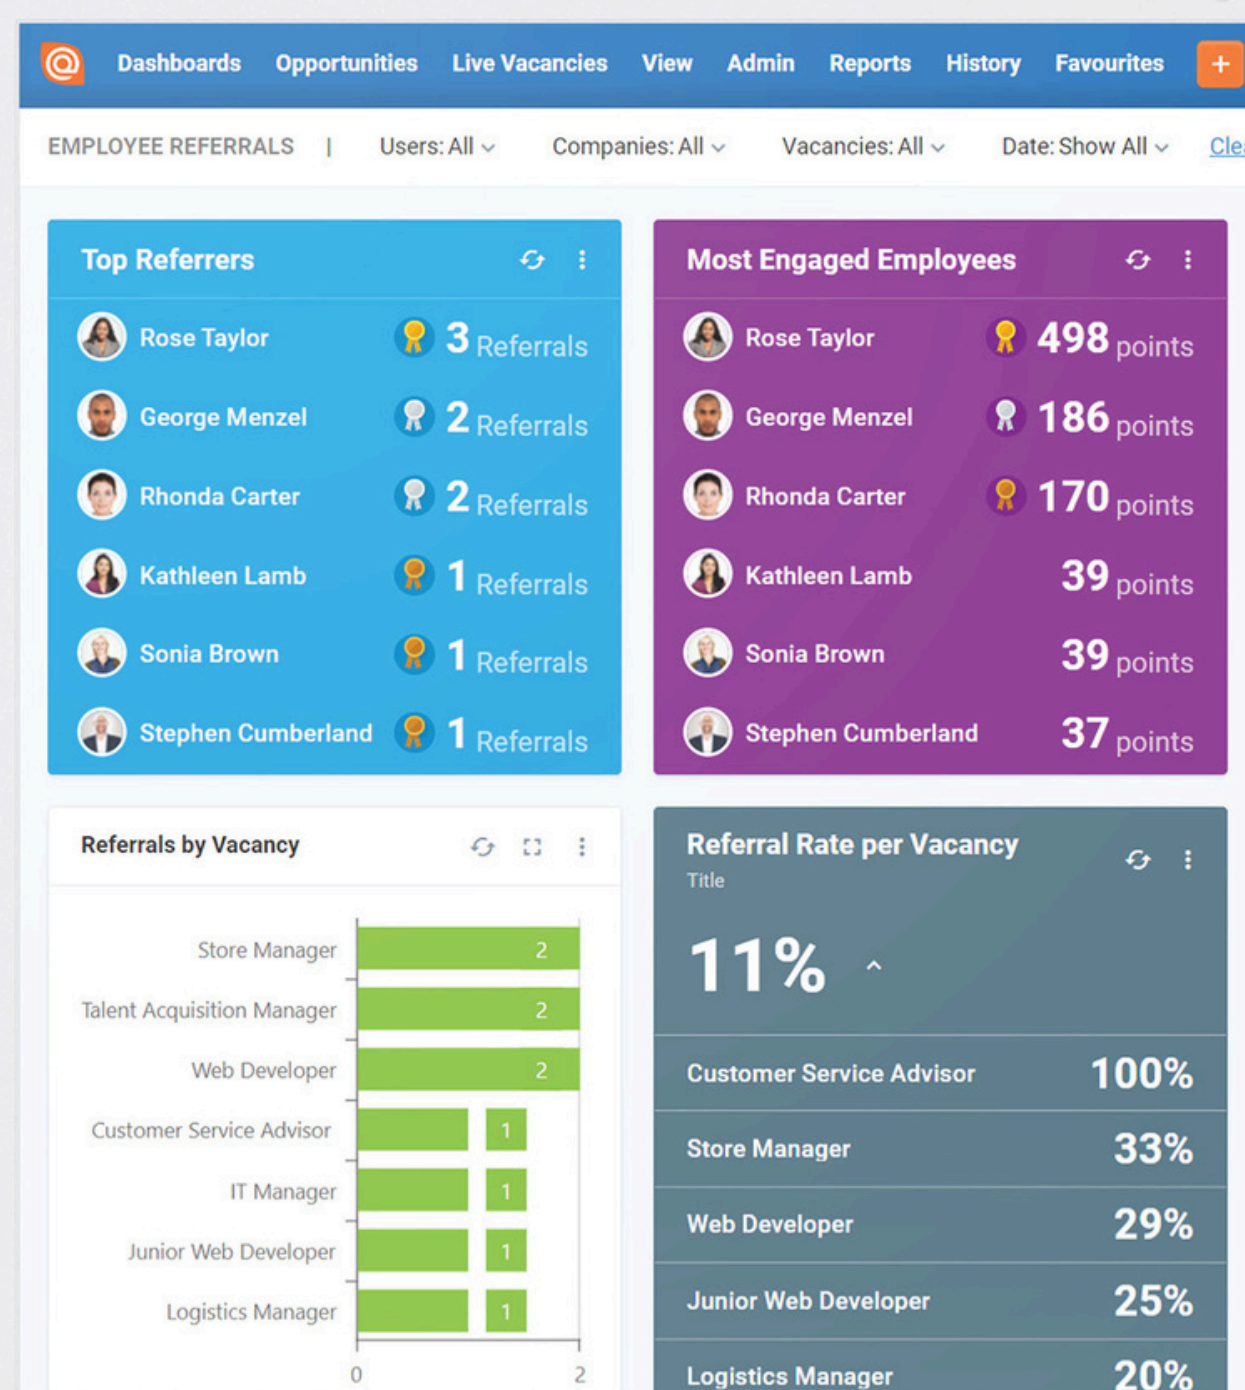 Dashboards Opportunities Live Vacancies View Admin Reports History Favourites +
EMPLOYEE REFERRALS | Users: All Companies: All Vacancies: All Date: Show All
Top Referrers
Rose Taylor 3 Referrals
George Menzel 2 Referrals
Rhonda Carter 2 Referrals
Kathleen Lamb 1 Referrals
Sonia Brown 1 Referrals
Stephen Cumberland 1 Referrals
Most Engaged Employees
Rose Taylor 498 points
George Menzel 186 points
Rhonda Carter 170 points
Kathleen Lamb 39 points
Sonia Brown 39 points
Stephen Cumberland 37 points
Referrals by Vacancy
Store Manager 2
Talent Acquisition Manager 2
Web Developer 2
Customer Service Advisor 1
IT Manager 1
Junior Web Developer 1
Logistics Manager 1
0 2
Referral Rate per Vacancy
Title
11%
Customer Service Advisor 100%
Store Manager 33%
Web Developer 29%
Junior Web Developer 25%
Logistics Manager 20%